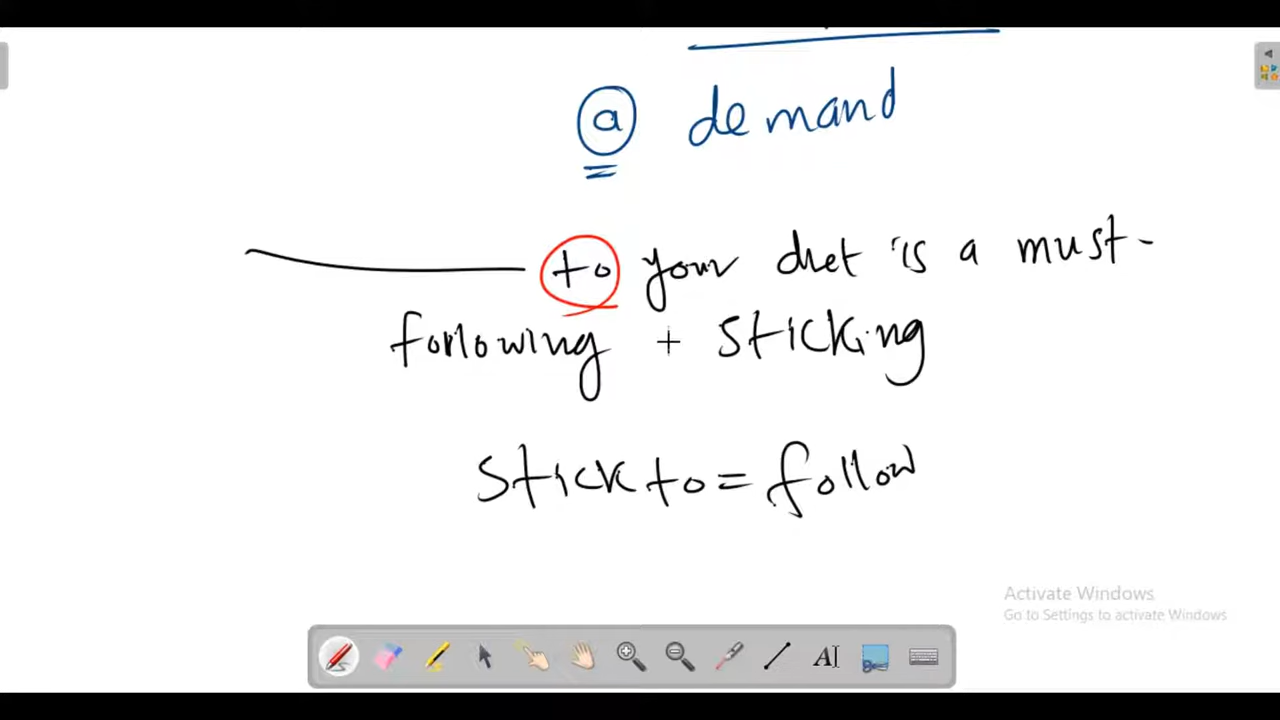 a demand
to your diet is a must-
following + sticking
stick to = follow
Activate Windows
Go to Settings to activate Windows.
AI